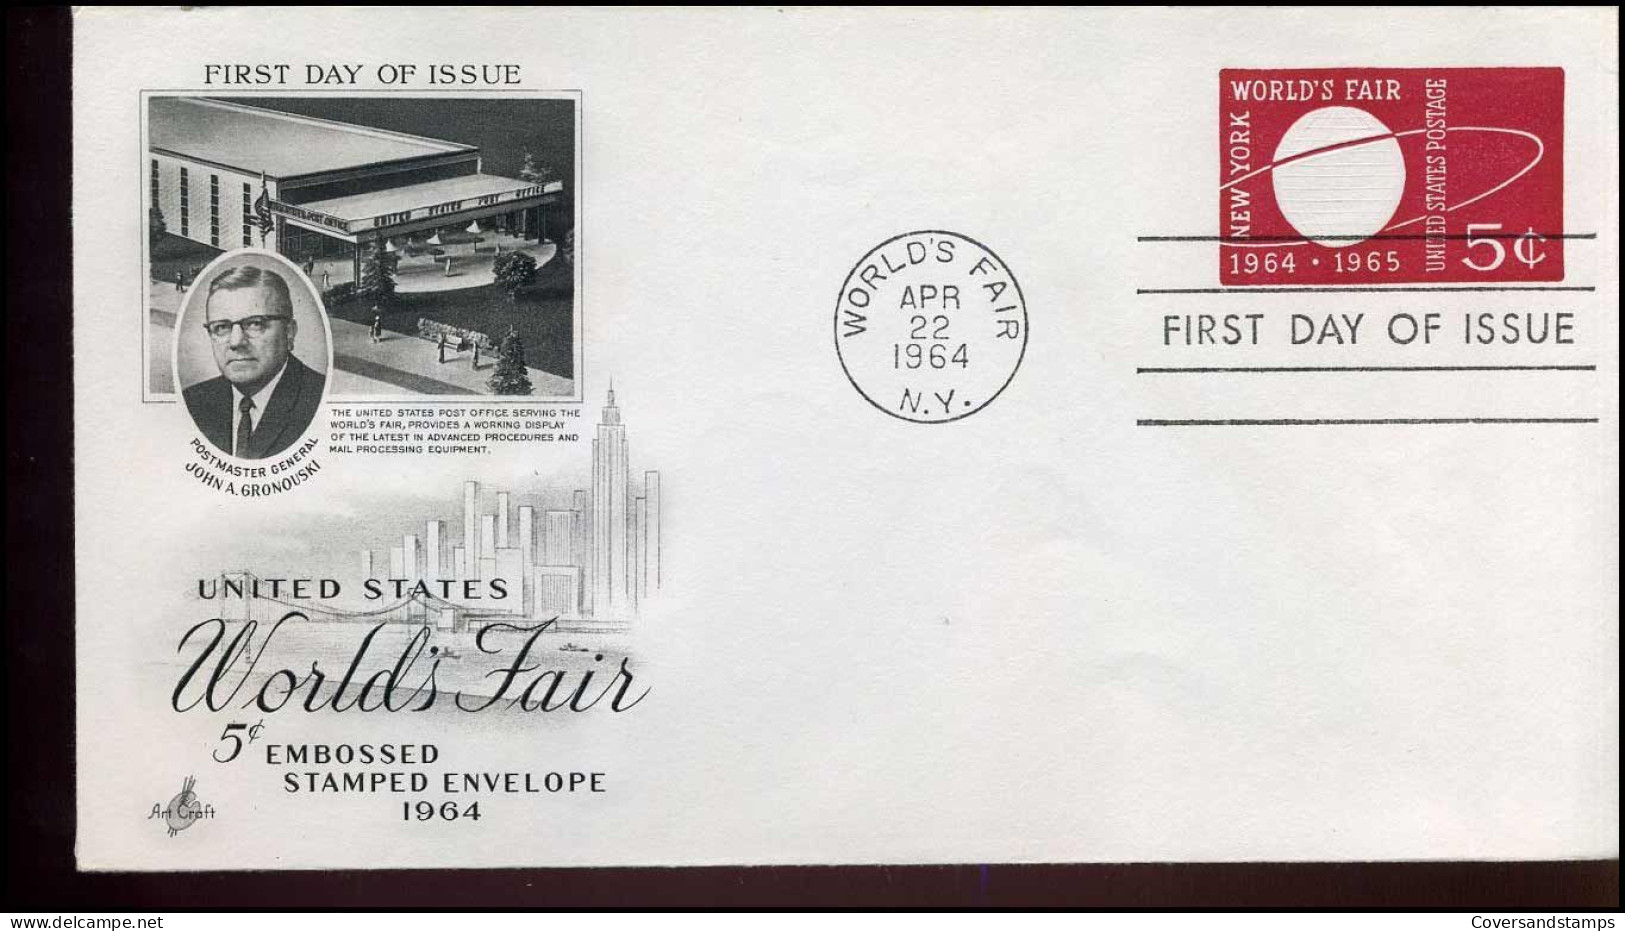 FIRST DAY OF ISSUE
POST OFFICE
UNITED STATES POST OFFICE
THE UNITED STATES POST OFFICE SERVING THE
WORLD'S FAIR, PROVIDES A WORKING DISPLAY
OF THE LATEST IN ADVANCED PROCEDURES AND
MAIL PROCESSING EQUIPMENT.
POSTMASTER GENERAL
JOHN A. GRONOUSKI
UNITED STATES
World's Fair
5¢ EMBOSSED
STAMPED ENVELOPE
1964
Art Craft
WORLD'S FAIR
APR
22
1964
N.Y.
WORLD'S FAIR
NEW YORK
UNITED STATES POSTAGE
1964 • 1965
5¢
FIRST DAY OF ISSUE
delcampe.net
Coversandstamps